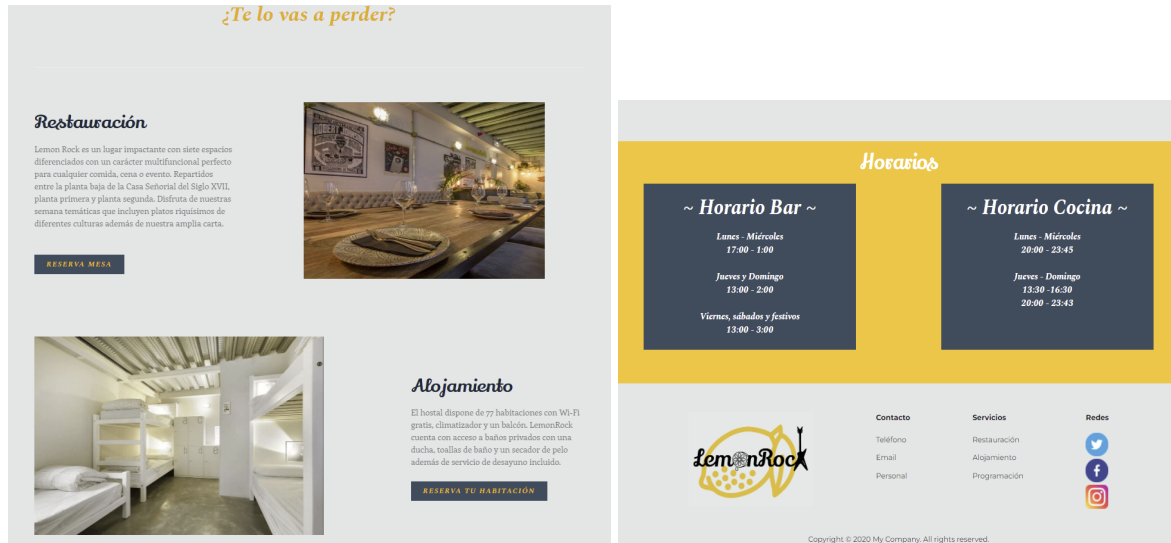 ¿Te lo vas a perder?
Restauración
Lemon Rock es un lugar impactante con siete espacios
diferenciados con un carácter multifuncional perfecto
para cualquier comida, cena o evento. Repartidos
entre la planta baja de la Casa Señorial del Siglo XVII,
planta primera y planta segunda. Disfruta de nuestras
semana temáticas que incluyen platos riquísimos de
diferentes culturas además de nuestra amplia carta.
RESERVA MESA
Alojamiento
El hostal dispone de 77 habitaciones con Wi-Fi
gratis, climatizador y un balcón. LemonRock
cuenta con acceso a baños privados con una
ducha, toallas de baño y un secador de pelo
además de servicio de desayuno incluido.
RESERVA TU HABITACIÓN
Horarios
~ Horario Bar ~
Lunes - Miércoles
17:00 - 1:00
Jueves y Domingo
13:00 - 2:00
Viernes, sábados y festivos
13:00 - 3:00
~ Horario Cocina ~
Lunes - Miércoles
20:00 - 23:45
Jueves - Domingo
13:30 -16:30
20:00 - 23:43
LemonRock
Contacto
Teléfono
Email
Personal
Servicios
Restauración
Alojamiento
Programación
Redes
Copyright © 2020 My Company. All rights reserved.